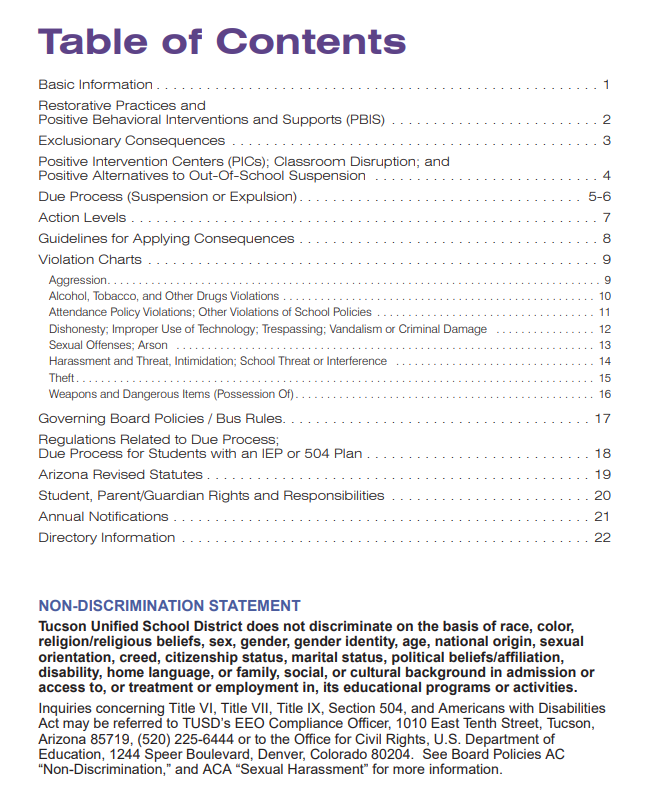 Table of Contents
Basic Information . . . . . . . . . . . . . . . . . . . . . . . . . . . . . . . . . . . . . . . . 1
Restorative Practices and
Positive Behavioral Interventions and Supports (PBIS) . . . . . . . . . . . . . . . . . . . . 2
Exclusionary Consequences . . . . . . . . . . . . . . . . . . . . . . . . . . . . . . . . . . 3
Positive Intervention Centers (PICs); Classroom Disruption; and
Positive Alternatives to Out-Of-School Suspension . . . . . . . . . . . . . . . . . . . . . 4
Due Process (Suspension or Expulsion) . . . . . . . . . . . . . . . . . . . . . . . . . . . 5-6
Action Levels . . . . . . . . . . . . . . . . . . . . . . . . . . . . . . . . . . . . . . . . . . 7
Guidelines for Applying Consequences . . . . . . . . . . . . . . . . . . . . . . . . . . . . 8
Violation Charts . . . . . . . . . . . . . . . . . . . . . . . . . . . . . . . . . . . . . . . . 9
Aggression. . . . . . . . . . . . . . . . . . . . . . . . . . . . . . . . . . . . . . . . . . . 9
Alcohol, Tobacco, and Other Drugs Violations . . . . . . . . . . . . . . . . . . . . . . . . 10
Attendance Policy Violations; Other Violations of School Policies . . . . . . . . . . . . . . 11
Dishonesty; Improper Use of Technology; Trespassing; Vandalism or Criminal Damage . . . . . . 12
Sexual Offenses; Arson . . . . . . . . . . . . . . . . . . . . . . . . . . . . . . . . . . . 13
Harassment and Threat, Intimidation; School Threat or Interference . . . . . . . . . . . . . 14
Theft . . . . . . . . . . . . . . . . . . . . . . . . . . . . . . . . . . . . . . . . . . . . 15
Weapons and Dangerous Items (Possession Of) . . . . . . . . . . . . . . . . . . . . . . . . 16
Governing Board Policies / Bus Rules. . . . . . . . . . . . . . . . . . . . . . . . . . . . . 17
Regulations Related to Due Process;
Due Process for Students with an IEP or 504 Plan . . . . . . . . . . . . . . . . . . . . . . 18
Arizona Revised Statutes . . . . . . . . . . . . . . . . . . . . . . . . . . . . . . . . . . . 19
Student, Parent/Guardian Rights and Responsibilities . . . . . . . . . . . . . . . . . . . . 20
Annual Notifications . . . . . . . . . . . . . . . . . . . . . . . . . . . . . . . . . . . . . 21
Directory Information . . . . . . . . . . . . . . . . . . . . . . . . . . . . . . . . . . . . . 22
NON-DISCRIMINATION STATEMENT
Tucson Unified School District does not discriminate on the basis of race, color,
religion/religious beliefs, sex, gender, gender identity, age, national origin, sexual
orientation, creed, citizenship status, marital status, political beliefs/affiliation,
disability, home language, or family, social, or cultural background in admission or
access to, or treatment or employment in, its educational programs or activities.
Inquiries concerning Title VI, Title VII, Title IX, Section 504, and Americans with Disabilities
Act may be referred to TUSD's EEO Compliance Officer, 1010 East Tenth Street, Tucson,
Arizona 85719, (520) 225-6444 or to the Office for Civil Rights, U.S. Department of
Education, 1244 Speer Boulevard, Denver, Colorado 80204. See Board Policies AC
“Non-Discrimination,” and ACA “Sexual Harassment” for more information.